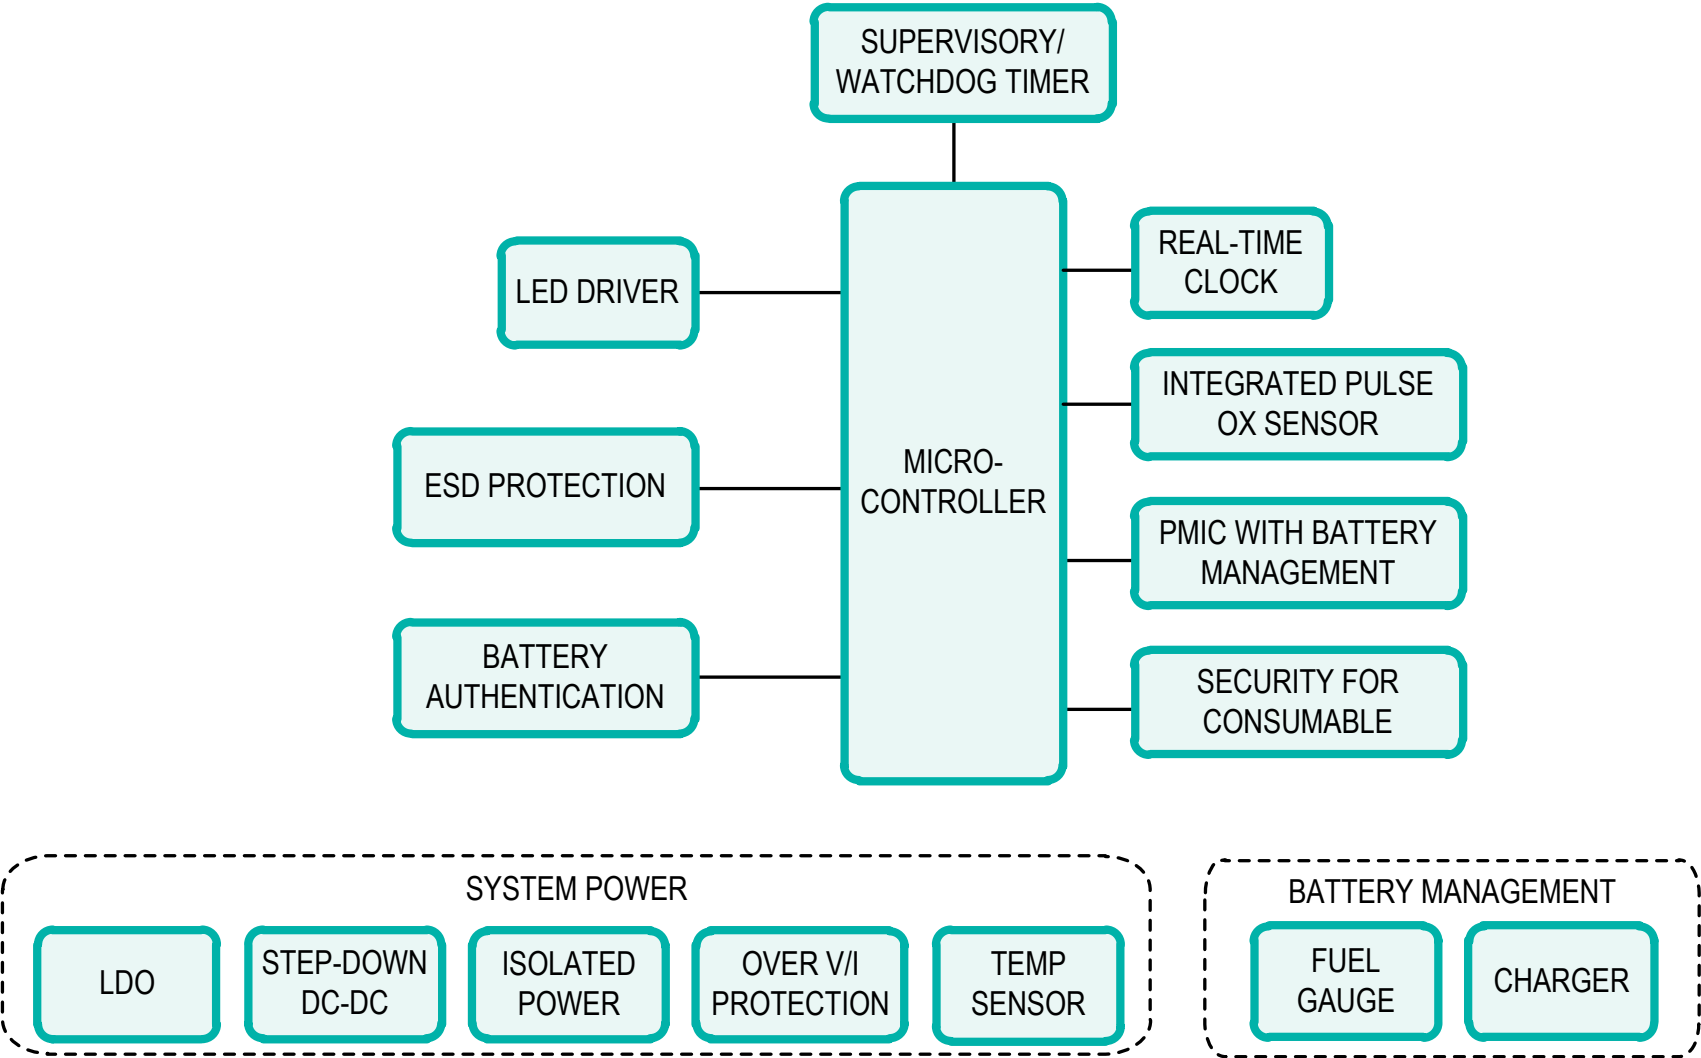 SUPERVISORY/
WATCHDOG TIMER
LED DRIVER
ESD PROTECTION
BATTERY
AUTHENTICATION
MICRO-
CONTROLLER
REAL-TIME
CLOCK
INTEGRATED PULSE
OX SENSOR
PMIC WITH BATTERY
MANAGEMENT
SECURITY FOR
CONSUMABLE
SYSTEM POWER
LDO
STEP-DOWN
DC-DC
ISOLATED
POWER
OVER V/I
PROTECTION
TEMP
SENSOR
BATTERY MANAGEMENT
FUEL
GAUGE
CHARGER